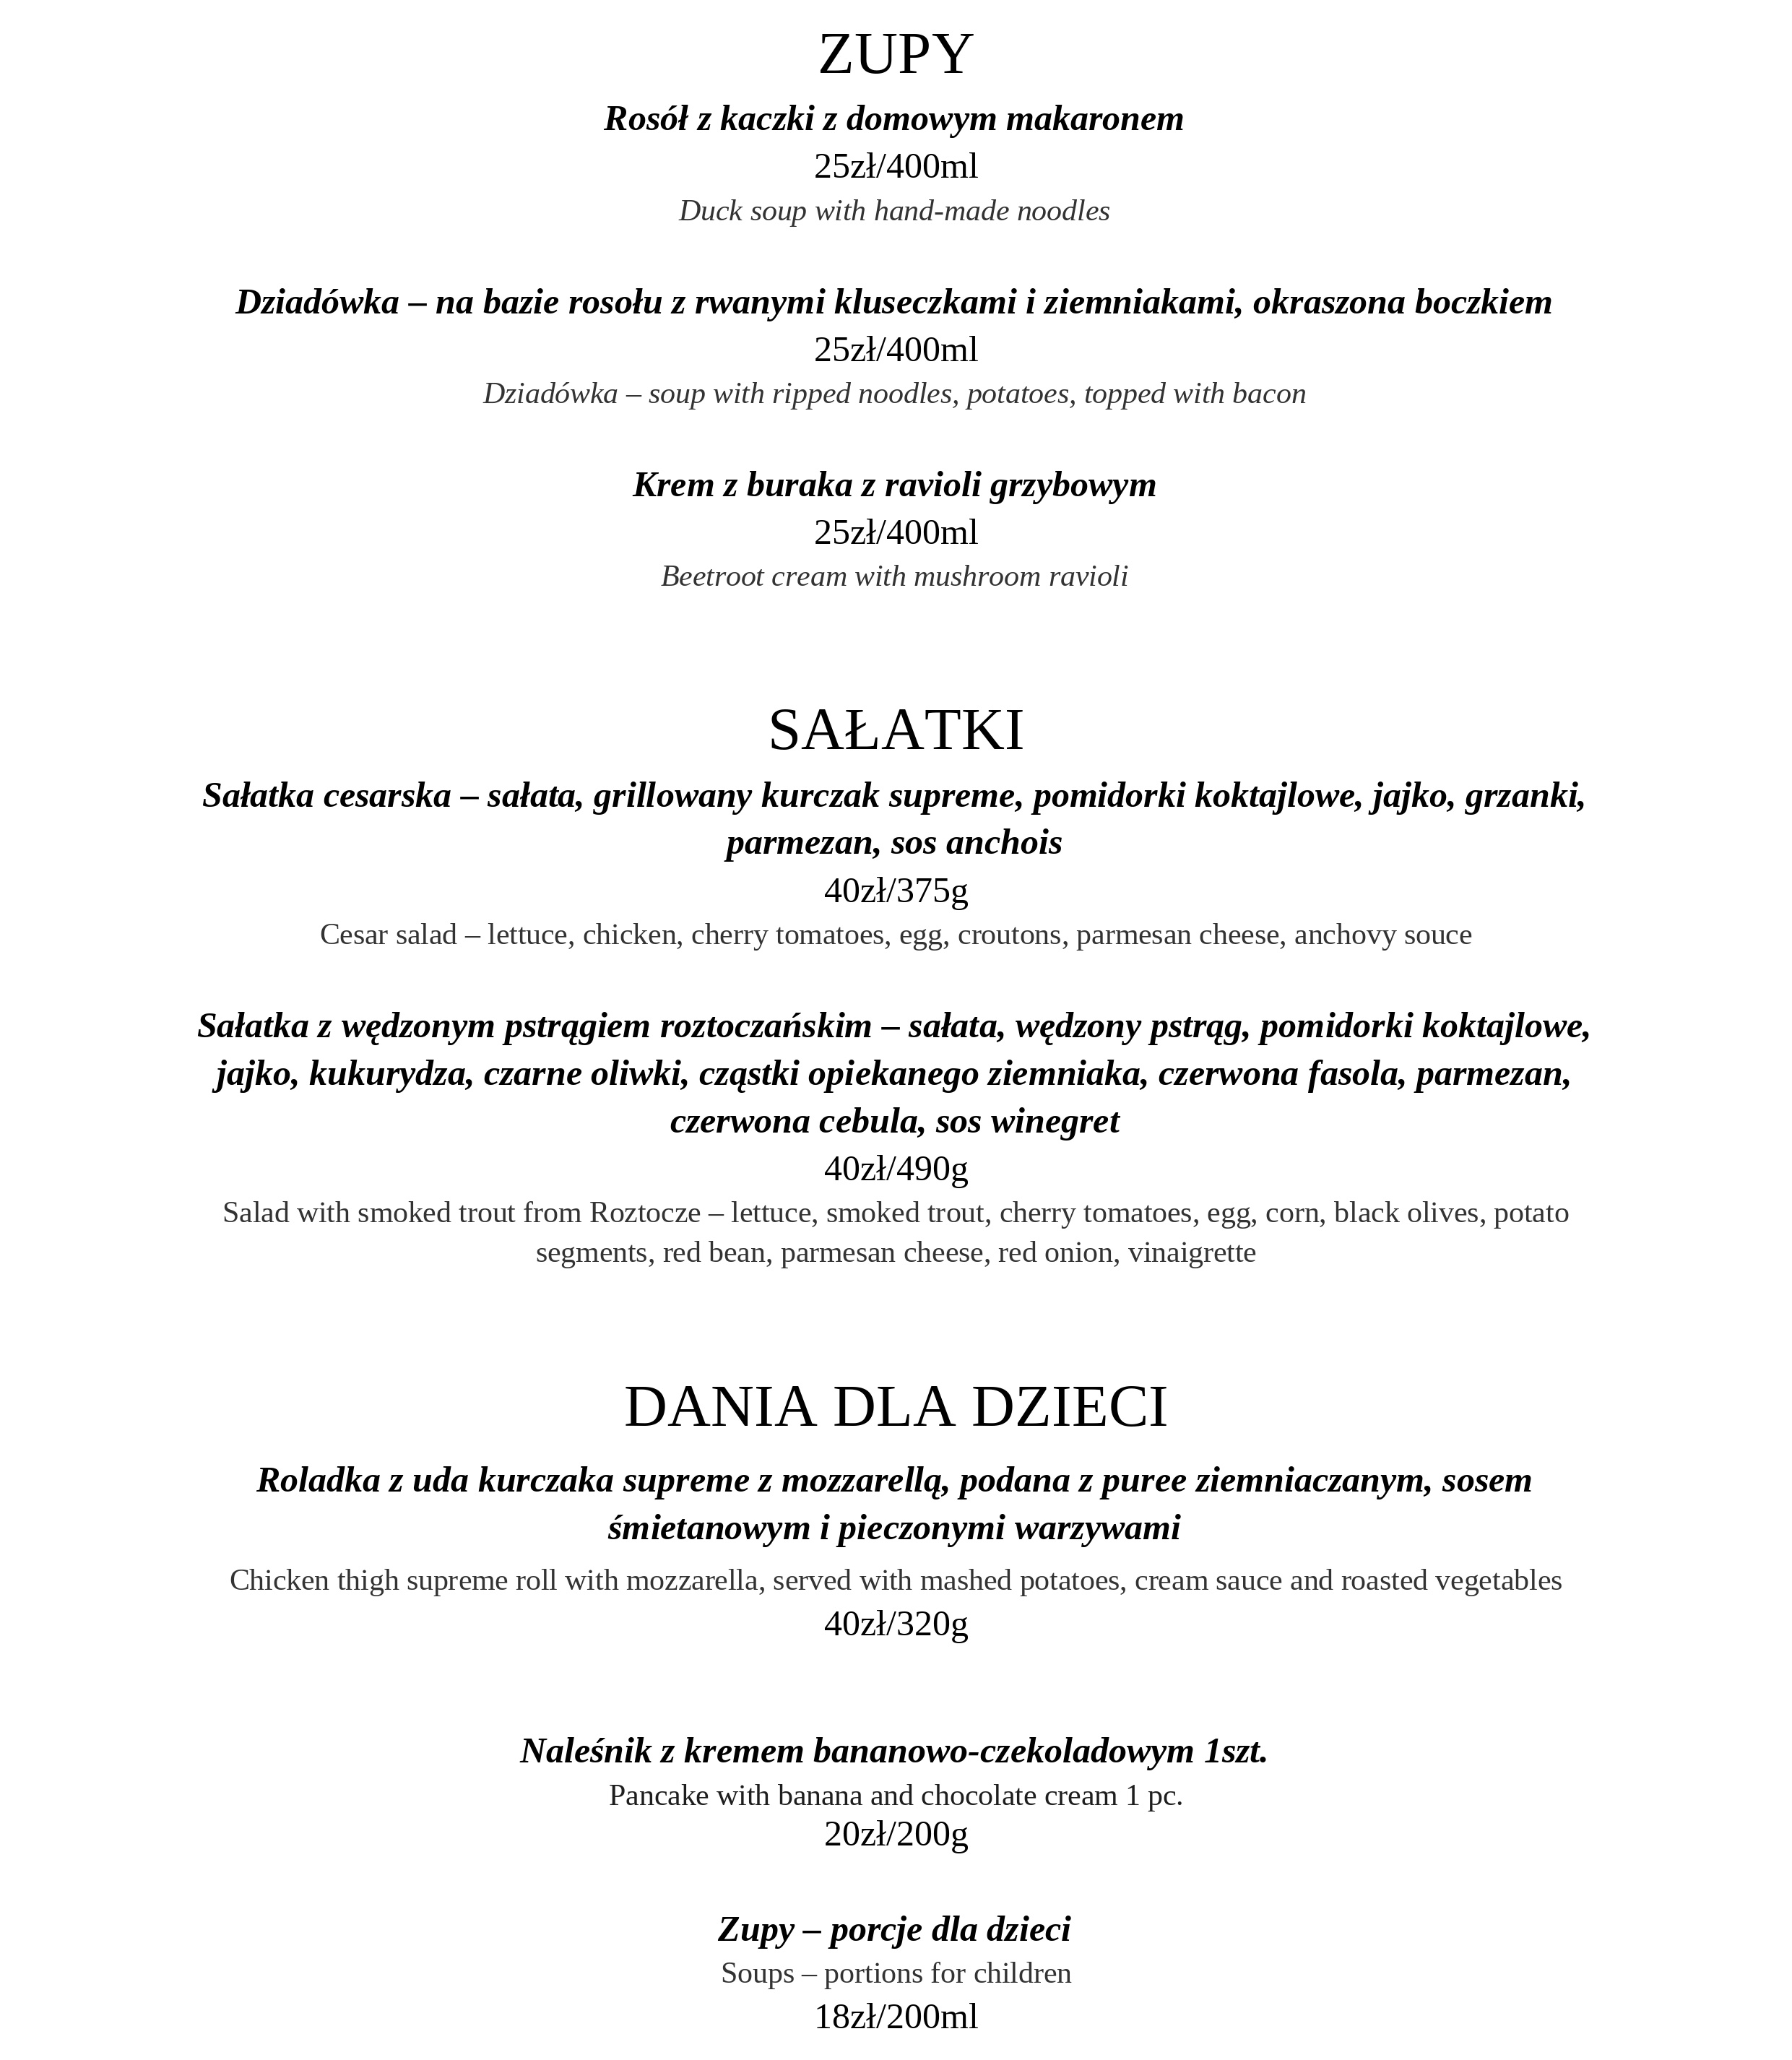 ZUPY
Rosół z kaczki z domowym makaronem
25zł/400ml
Duck soup with hand-made noodles
Dziadówka – na bazie rosołu z rwanymi kluseczkami i ziemniakami, okraszona boczkiem
25zł/400ml
Dziadówka – soup with ripped noodles, potatoes, topped with bacon
Krem z buraka z ravioli grzybowym
25zł/400ml
Beetroot cream with mushroom ravioli
SAŁATKI
Sałatka cesarska – sałata, grillowany kurczak supreme, pomidorki koktajlowe, jajko, grzanki,
parmezan, sos anchois
40zł/375g
Cesar salad – lettuce, chicken, cherry tomatoes, egg, croutons, parmesan cheese, anchovy souce
Sałatka z wędzonym pstrągiem roztoczańskim – sałata, wędzony pstrąg, pomidorki koktajlowe,
jajko, kukurydza, czarne oliwki, cząstki opiekanego ziemniaka, czerwona fasola, parmezan,
czerwona cebula, sos winegret
40zł/490g
Salad with smoked trout from Roztocze – lettuce, smoked trout, cherry tomatoes, egg, corn, black olives, potato
segments, red bean, parmesan cheese, red onion, vinaigrette
DANIA DLA DZIECI
Roladka z uda kurczaka supreme z mozzarellą, podana z puree ziemniaczanym, sosem
śmietanowym i pieczonymi warzywami
Chicken thigh supreme roll with mozzarella, served with mashed potatoes, cream sauce and roasted vegetables
40zł/320g
Naleśnik z kremem bananowo-czekoladowym 1szt.
Pancake with banana and chocolate cream 1 pc.
20zł/200g
Zupy – porcje dla dzieci
Soups – portions for children
18zł/200ml